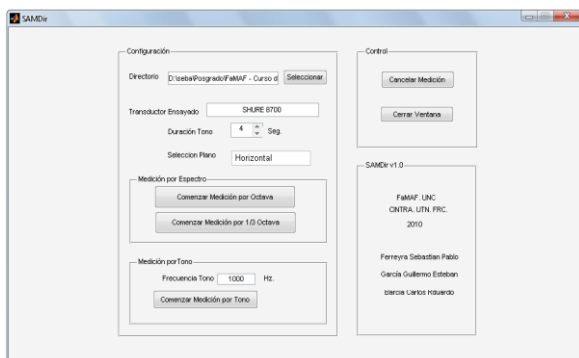 SAMDir
Configuración
Directorio D:\seba\Posgrado\FaMAF - Curso d Seleccionar
Transductor Ensayado SHURE 8700
Duración Tono 4 Seg.
Seleccion Plano Horizontal
Medición por Espectro
Comenzar Medición por Octava
Comenzar Medición por 1/3 Octava
Medición porTono
Frecuencia Tono 1000 Hz.
Comenzar Medición por Tono
Control
Cancelar Medición
Cerrar Ventana
SAMDir v1.0
FaMAF. UNC
CINTRA. UTN. FRC.
2010
Ferreyra Sebastian Pablo
García Guillermo Esteban
Carlos